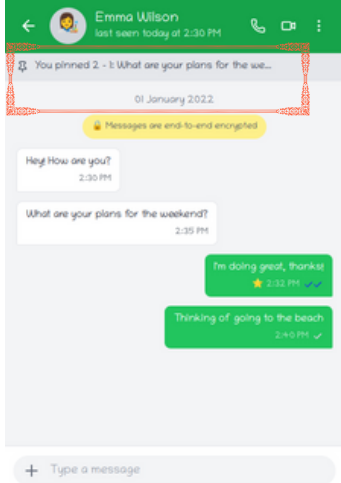 Emma Wilson
last seen today at 2:30 PM
You pinned 2 - 1: What are your plans for the we...
01 January 2022
🔒 Messages are end-to-end encrypted
Hey! How are you?
2:30 PM
What are your plans for the weekend?
2:35 PM
I'm doing great, thanks!
⭐ 2:32 PM
Thinking of going to the beach
2:40 PM
Type a message